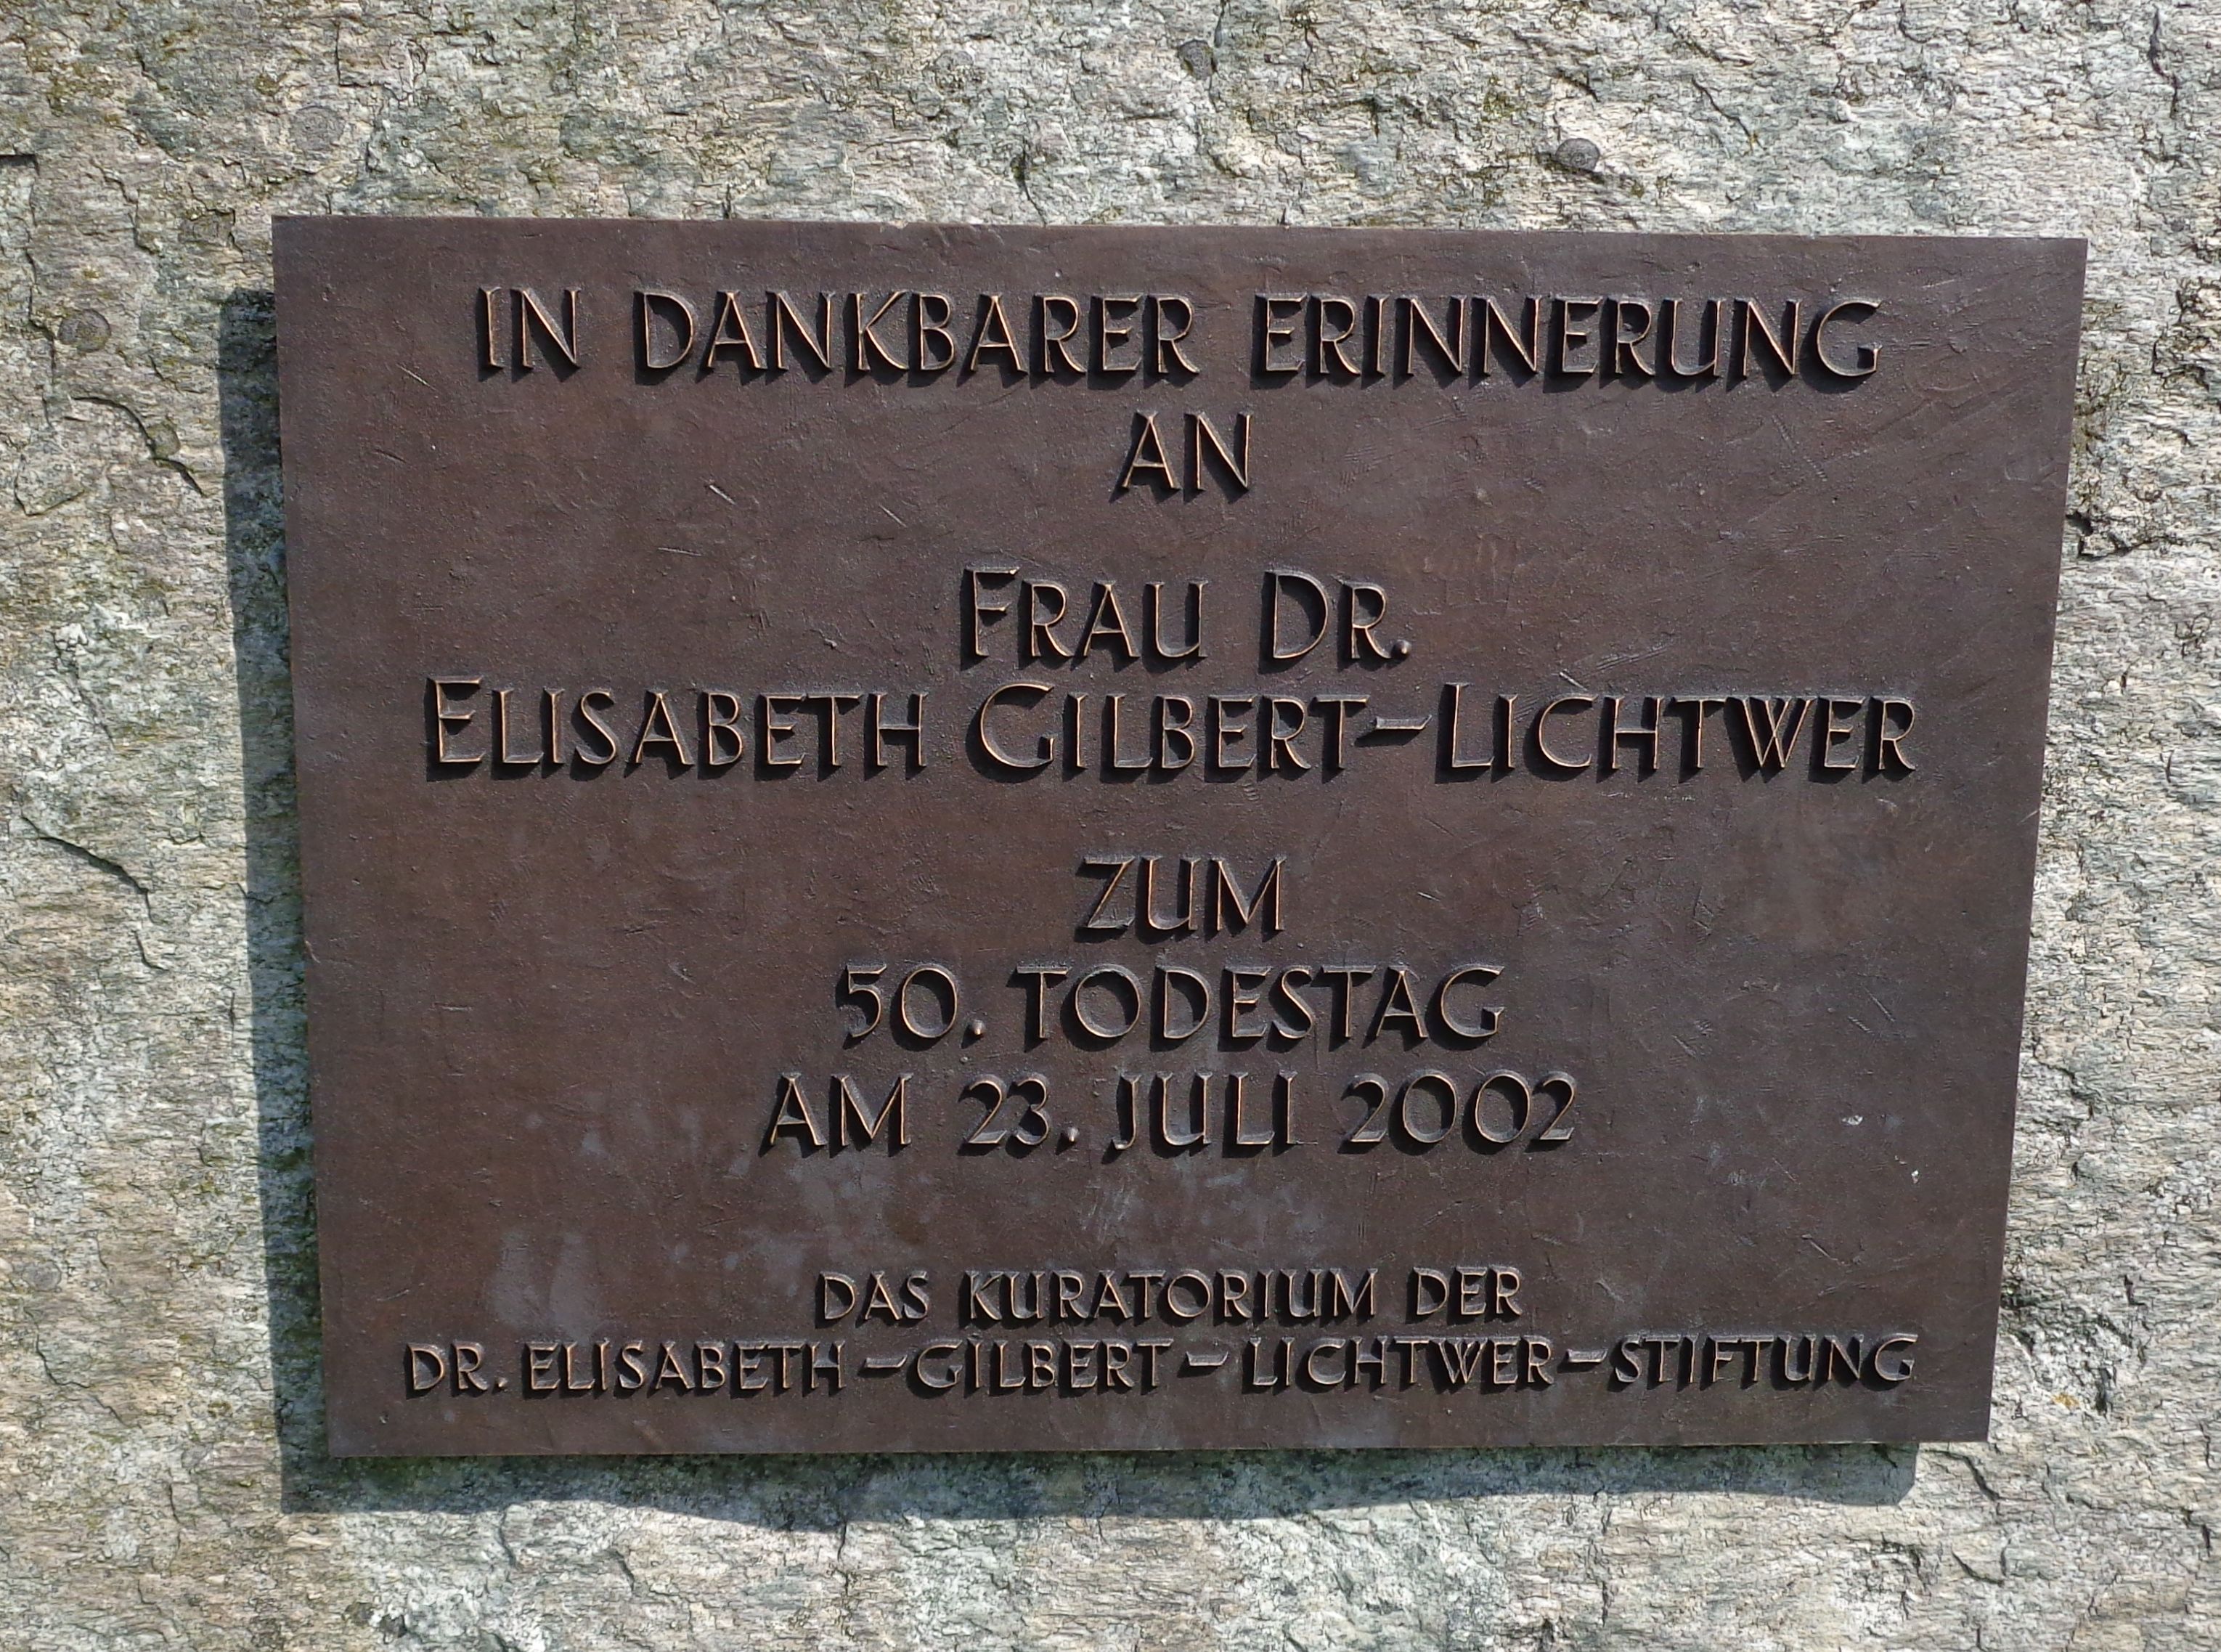 IN DANKBARER ERINNERUNG
AN
FRAU DR.
ELISABETH GILBERT-LICHTWER
ZUM
50. TODESTAG
AM 23. JULI 2002
DAS KURATORIUM DER
DR. ELISABETH-GILBERT-LICHTWER-STIFTUNG